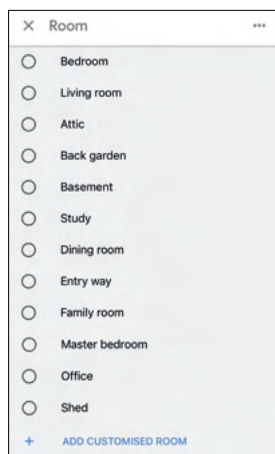 Room
Bedroom
Living room
Attic
Back garden
Basement
Study
Dining room
Entry way
Family room
Master bedroom
Office
Shed
ADD CUSTOMISED ROOM